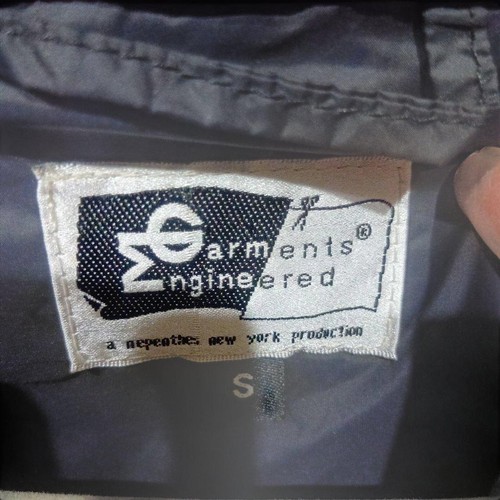 Garments®
Engineered
a nepenthes new york production
S